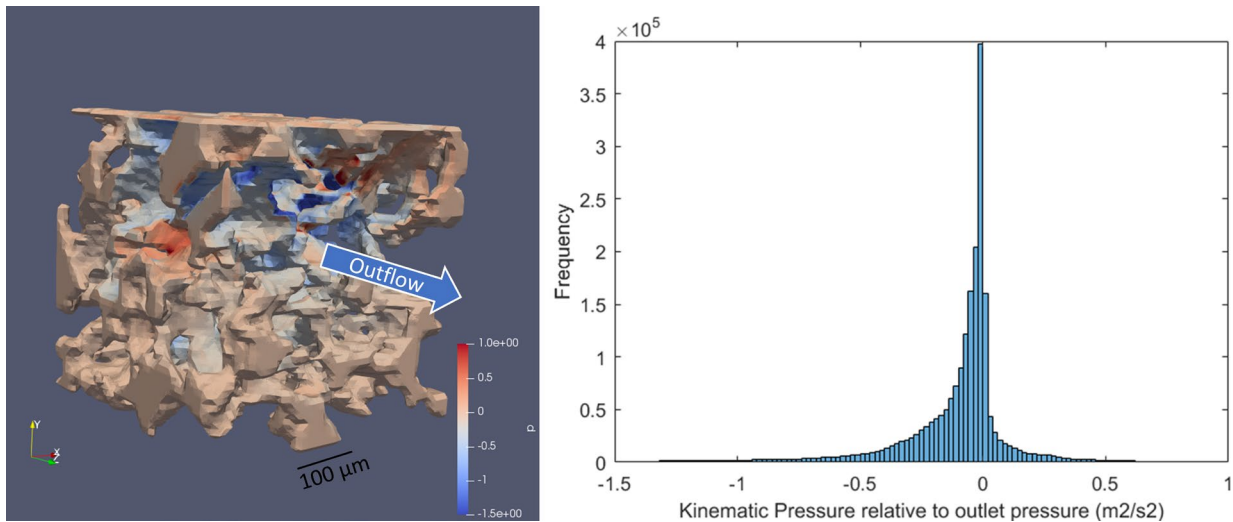 Outflow
1.0e+00
0.5
0
-0.5
-1
-1.5e+00
p
Y
X
Z
100 µm
×10⁵
4
3.5
3
2.5
2
1.5
1
0.5
0
-1.5 -1 -0.5 0 0.5 1
Frequency
Kinematic Pressure relative to outlet pressure (m2/s2)